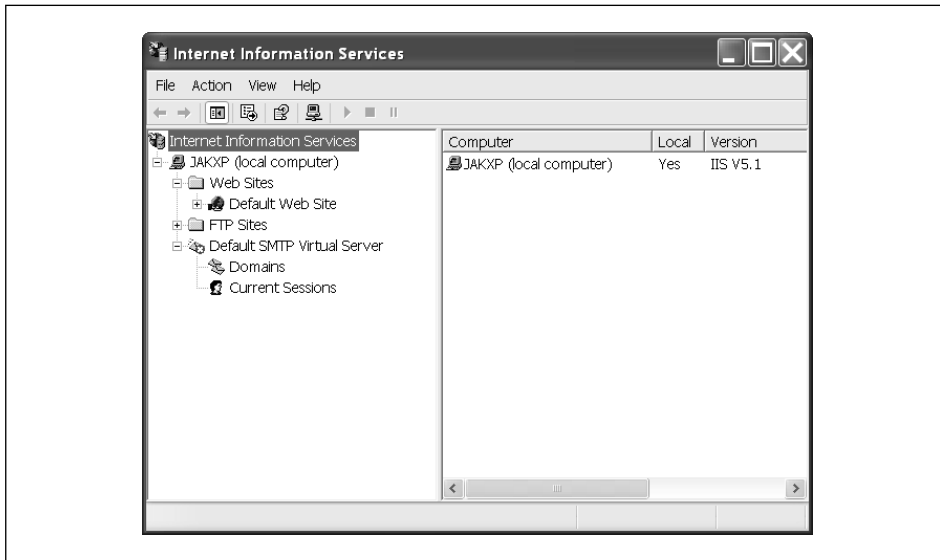 Internet Information Services
File Action View Help
Internet Information Services
JAKXP (local computer)
Web Sites
Default Web Site
FTP Sites
Default SMTP Virtual Server
Domains
Current Sessions
Computer Local Version
JAKXP (local computer) Yes IIS V5.1